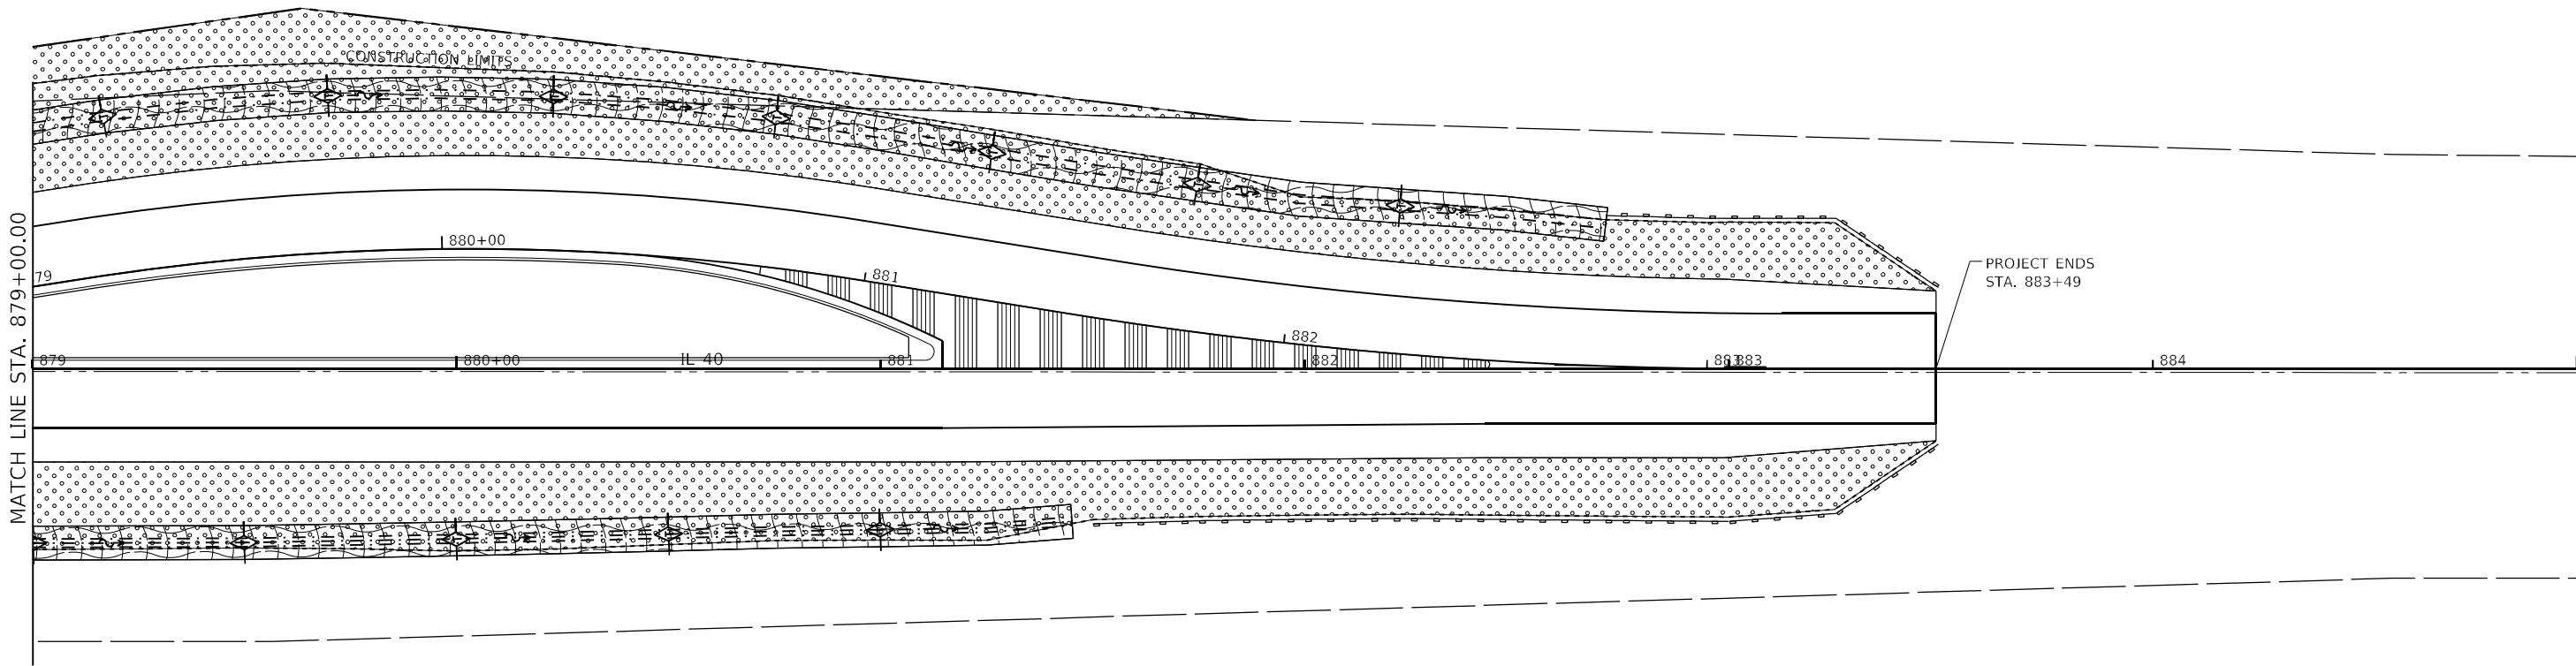 CONSTRUCTION LIMITS
MATCH LINE STA. 879+00.00
79
880+00
881
882
883
PROJECT ENDS
STA. 883+49
879
880+00
IL 40
881
882
883
884